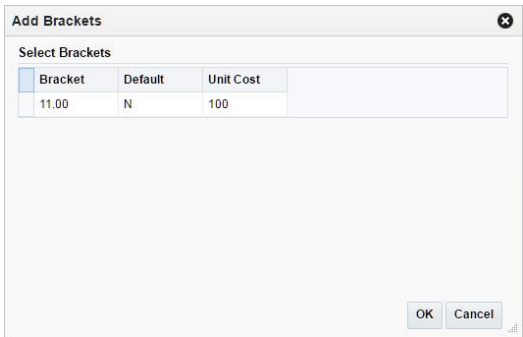 Add Brackets
Select Brackets
Bracket Default Unit Cost
11.00 N 100
OK Cancel